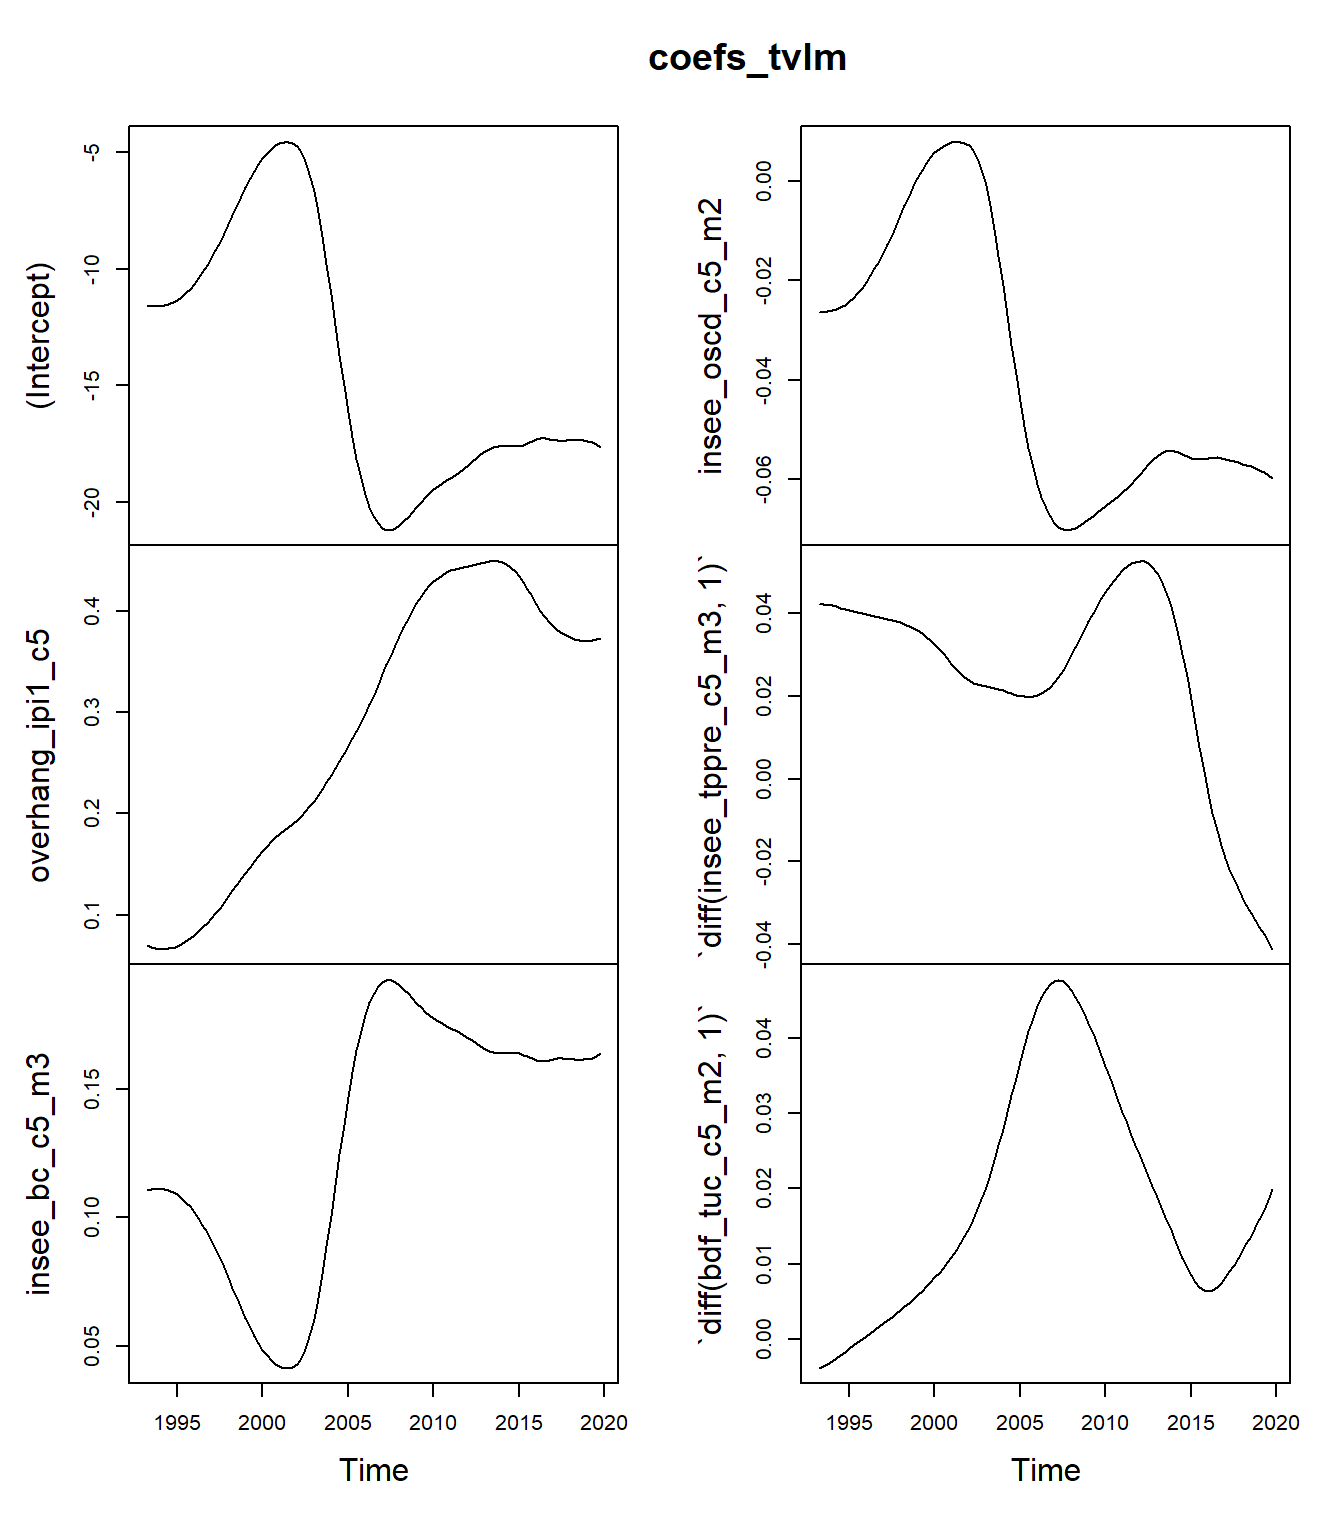 coefs_tvlm
(Intercept)
-5
-10
-15
-20
overhang_ipi1_c5
0.4
0.3
0.2
0.1
insee_bc_c5_m3
0.15
0.10
0.05
1995 2000 2005 2010 2015 2020
Time
insee_oscd_c5_m2
0.00
-0.02
-0.04
-0.06
`diff(insee_tppre_c5_m3, 1)`
0.04
0.02
0.00
-0.02
-0.04
`diff(bdf_tuc_c5_m2, 1)`
0.04
0.03
0.02
0.01
0.00
1995 2000 2005 2010 2015 2020
Time